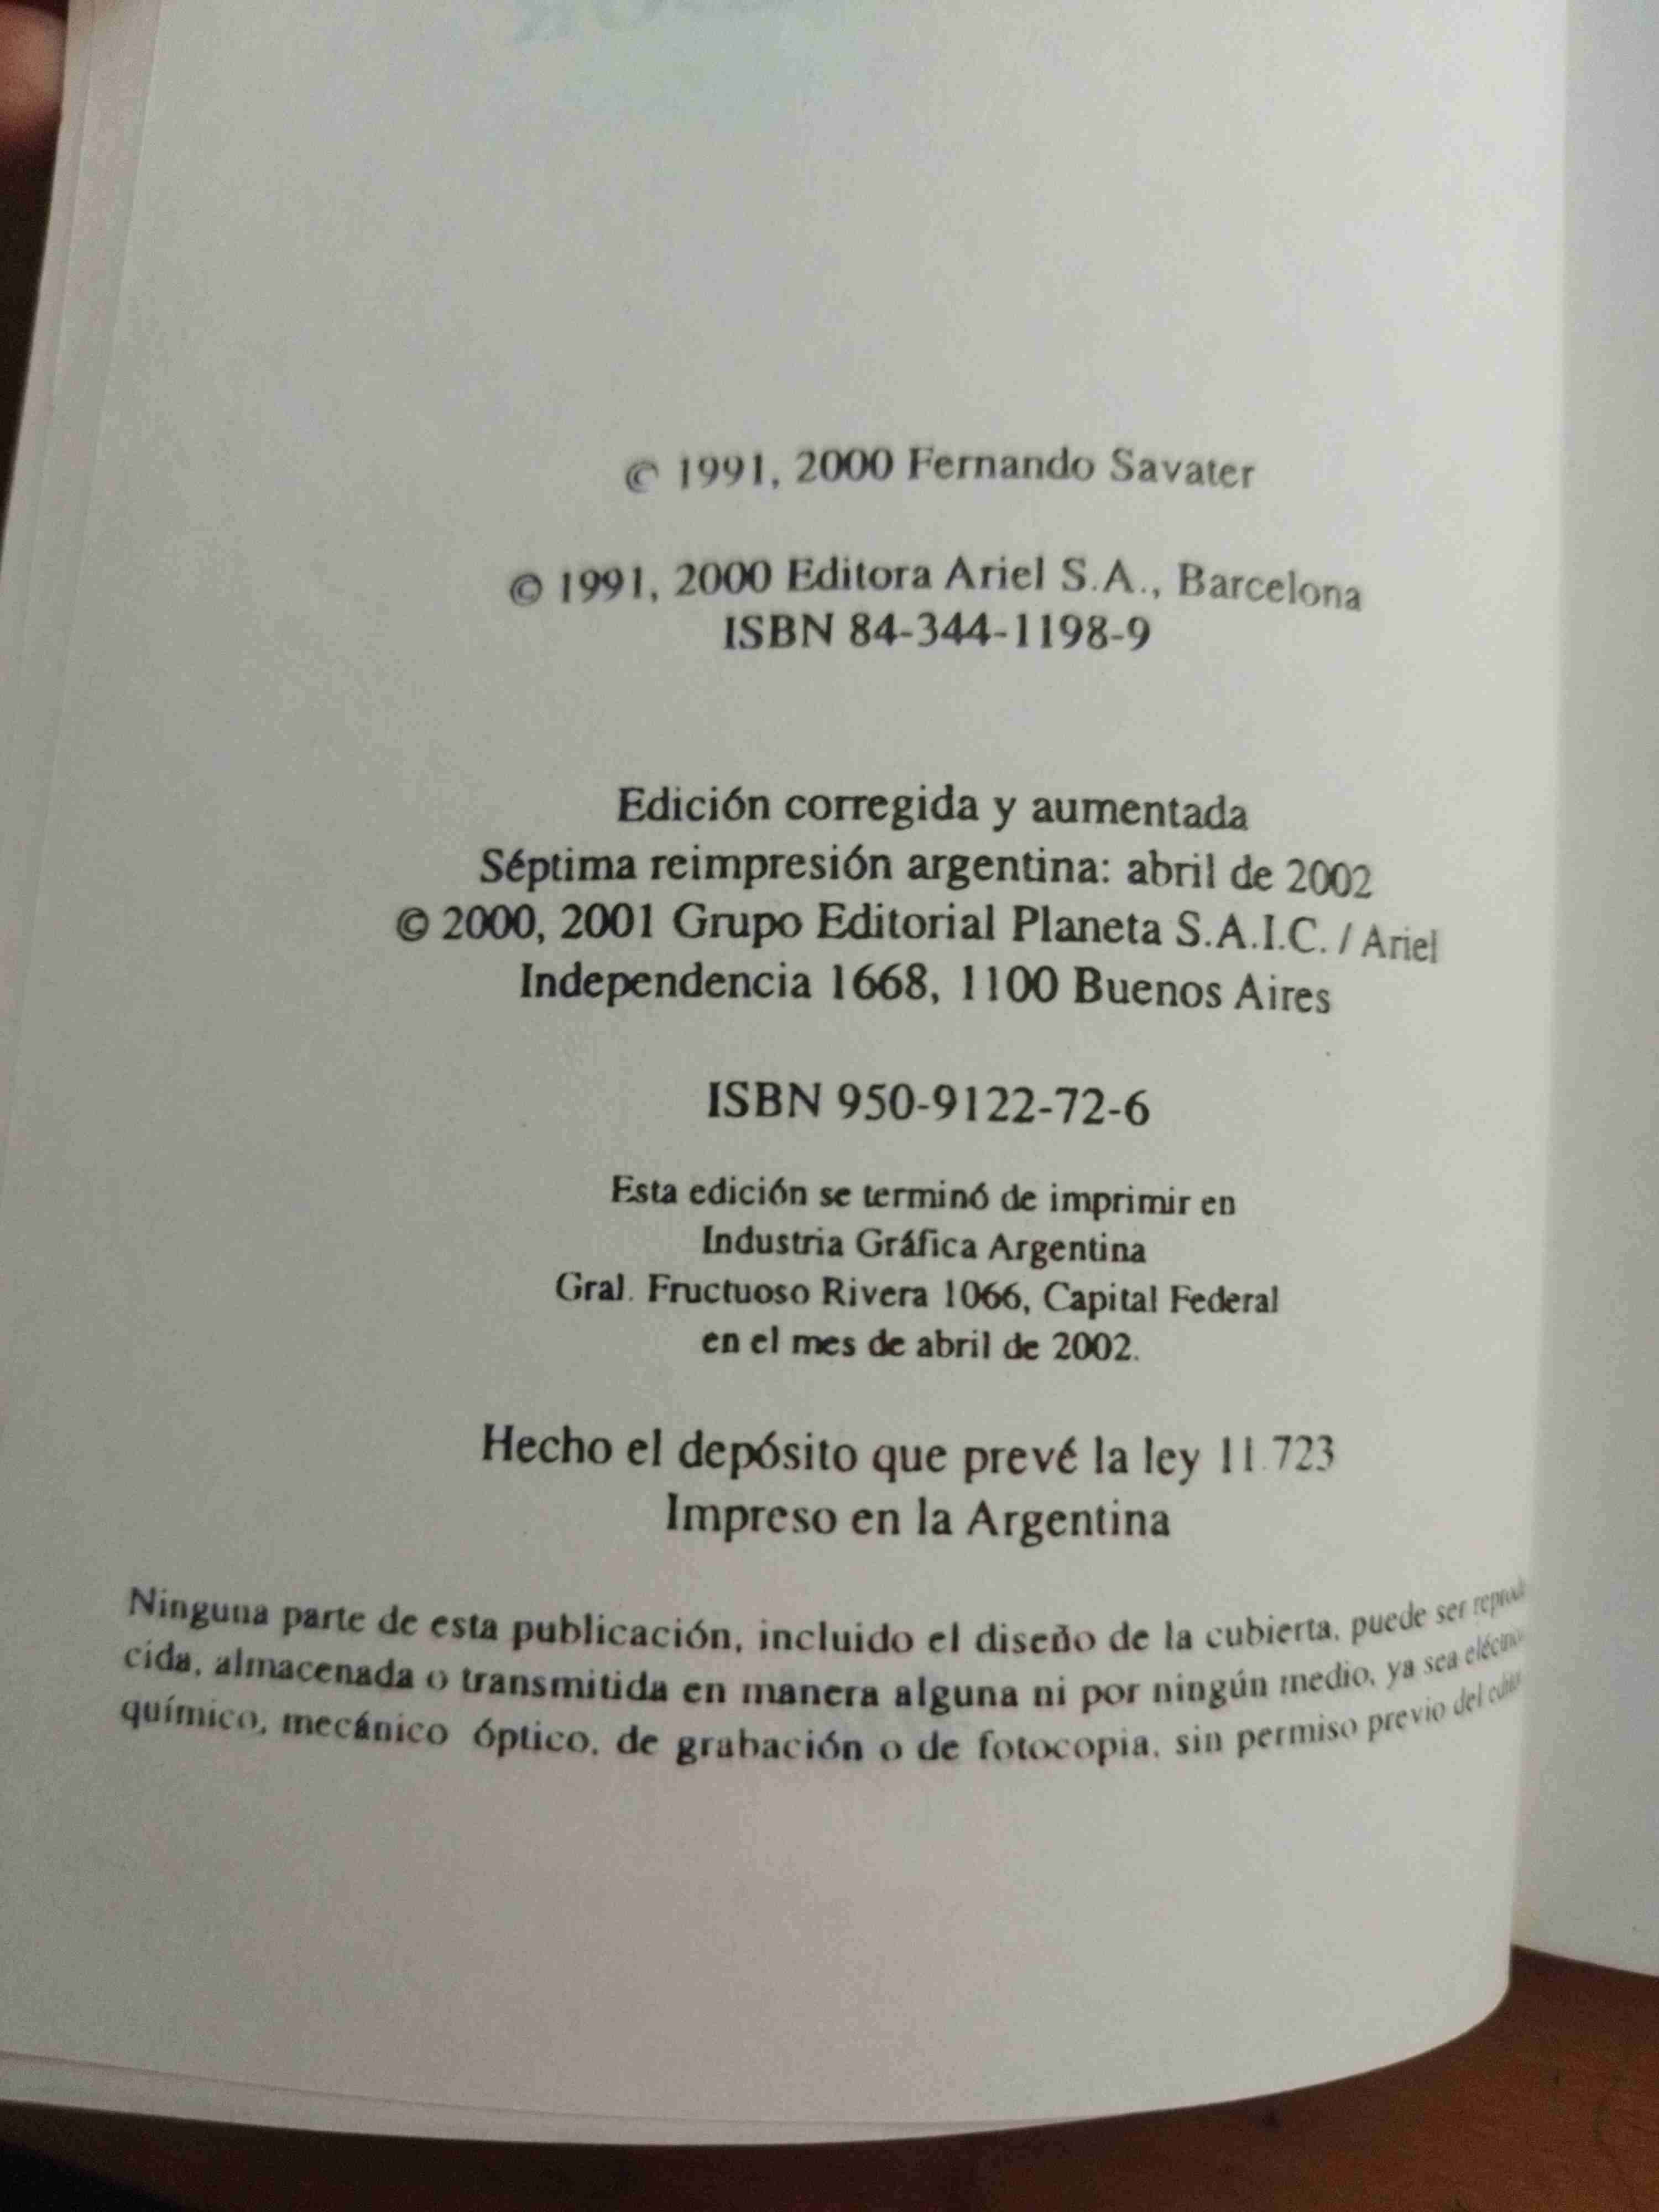 © 1991, 2000 Fernando Savater
© 1991, 2000 Editora Ariel S.A., Barcelona
ISBN 84-344-1198-9
Edición corregida y aumentada
Séptima reimpresión argentina: abril de 2002
© 2000, 2001 Grupo Editorial Planeta S.A.I.C. / Ariel
Independencia 1668, 1100 Buenos Aires
ISBN 950-9122-72-6
Esta edición se terminó de imprimir en
Industria Gráfica Argentina
Gral. Fructuoso Rivera 1066, Capital Federal
en el mes de abril de 2002.
Hecho el depósito que prevé la ley 11.723
Impreso en la Argentina
Ninguna parte de esta publicación, incluido el diseño de la cubierta, puede ser
cida, almacenada o transmitida en manera alguna ni por ningún medio, ya sea
químico, mecánico óptico, de grabación o de fotocopia, sin permiso previo del